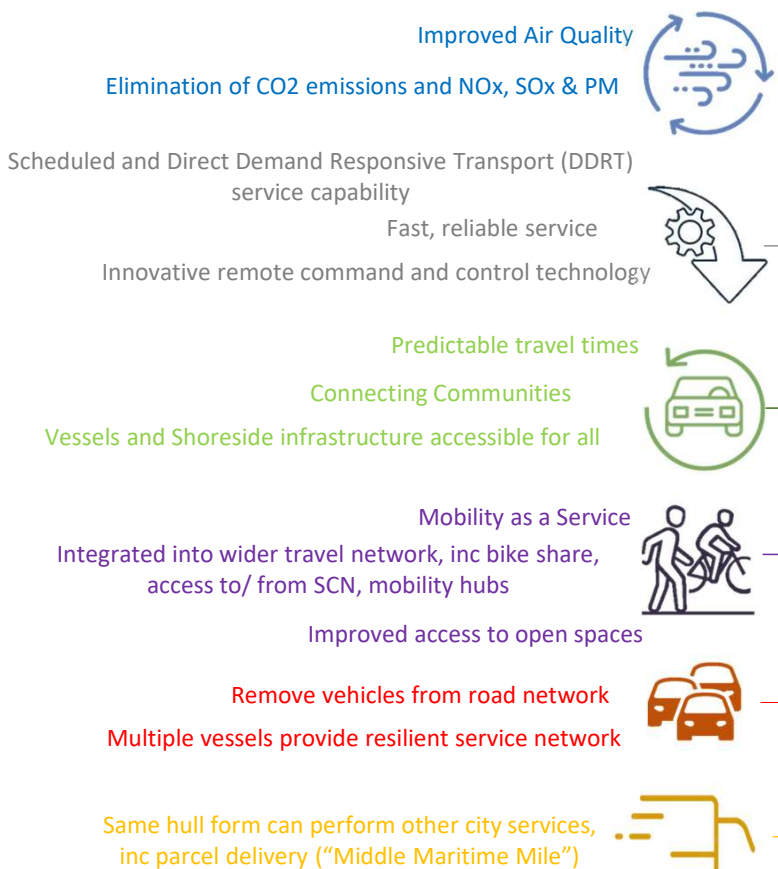 Improved Air Quality
Elimination of CO2 emissions and NOx, SOx & PM
Scheduled and Direct Demand Responsive Transport (DDRT)
service capability
Fast, reliable service
Innovative remote command and control technology
Predictable travel times
Connecting Communities
Vessels and Shoreside infrastructure accessible for all
Mobility as a Service
Integrated into wider travel network, inc bike share,
access to/ from SCN, mobility hubs
Improved access to open spaces
Remove vehicles from road network
Multiple vessels provide resilient service network
Same hull form can perform other city services,
inc parcel delivery (“Middle Maritime Mile”)